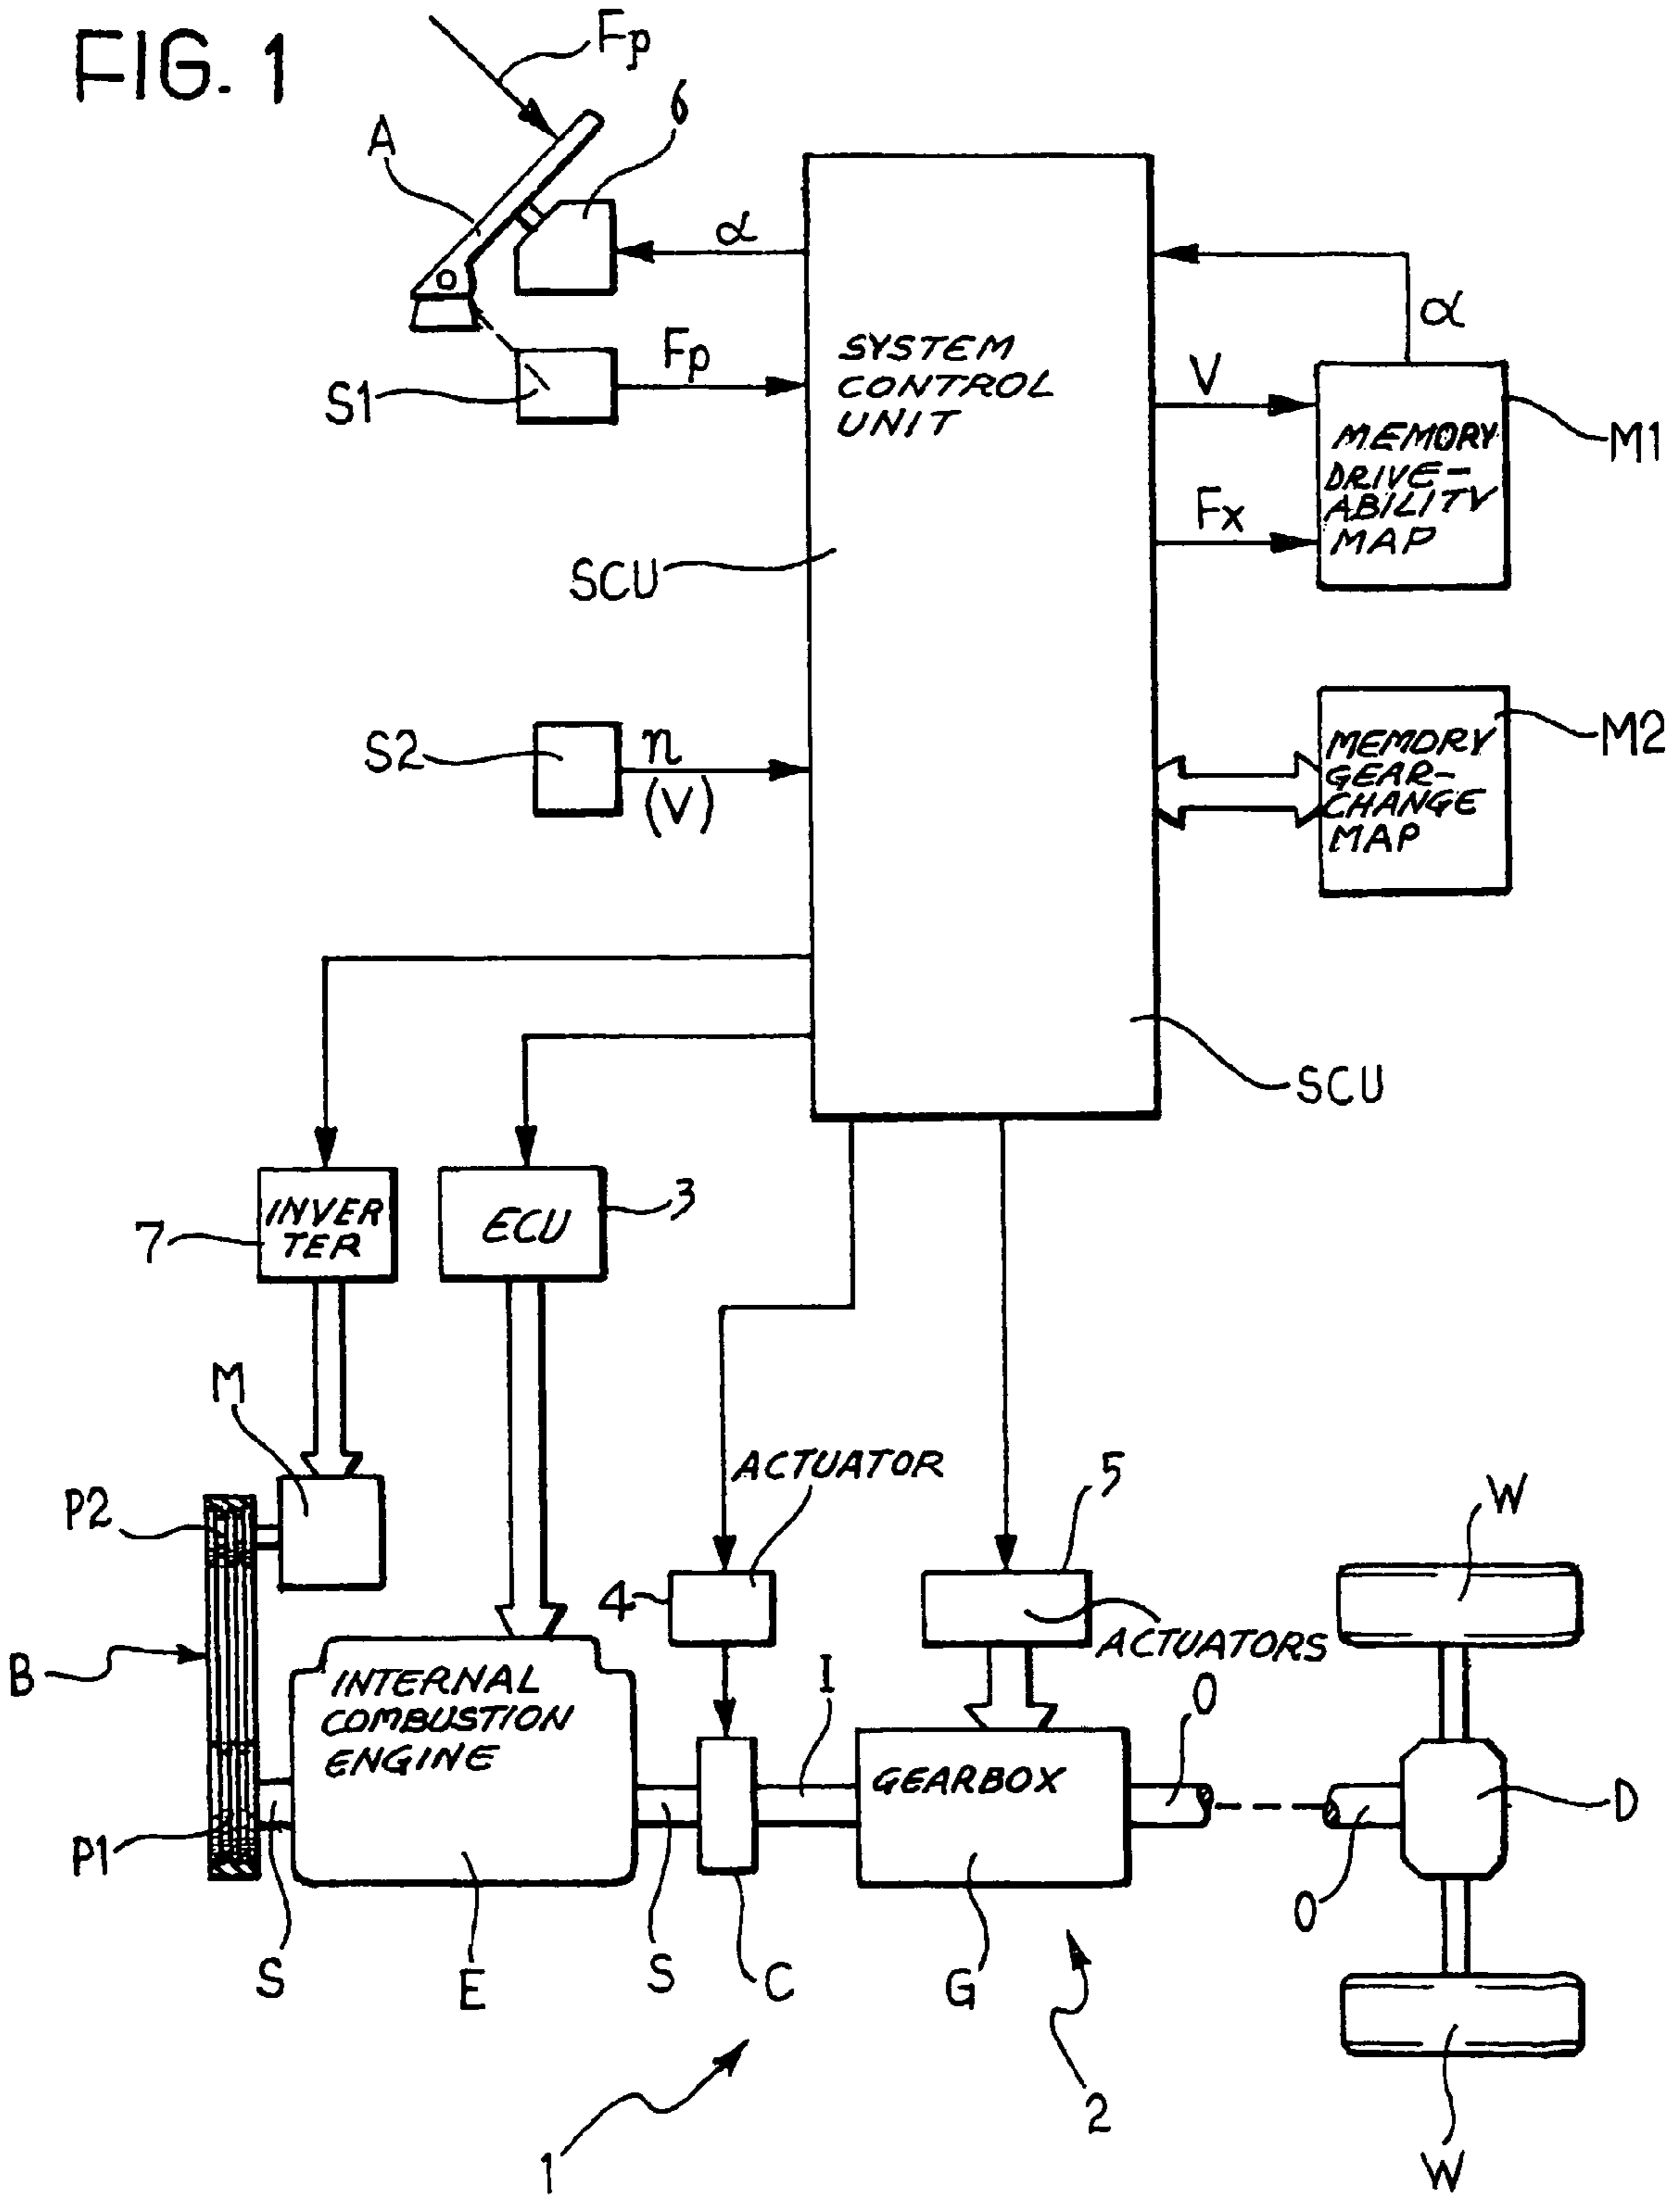 FIG. 1
Fp
A
6
α
α
SYSTEM
CONTROL
UNIT
Fp
S1
V
MEMORY
DRIVE-
ABILITY
MAP
M1
Fx
SCU
S2
n
(V)
MEMORY
GEAR-
CHANGE
MAP
M2
SCU
INVER
TER
7
ECU
3
M
ACTUATOR
5
P2
4
W
ACTUATORS
B
INTERNAL
COMBUSTION
ENGINE
I
O
GEARBOX
D
P1
O
S
E
S
C
G
2
1
W